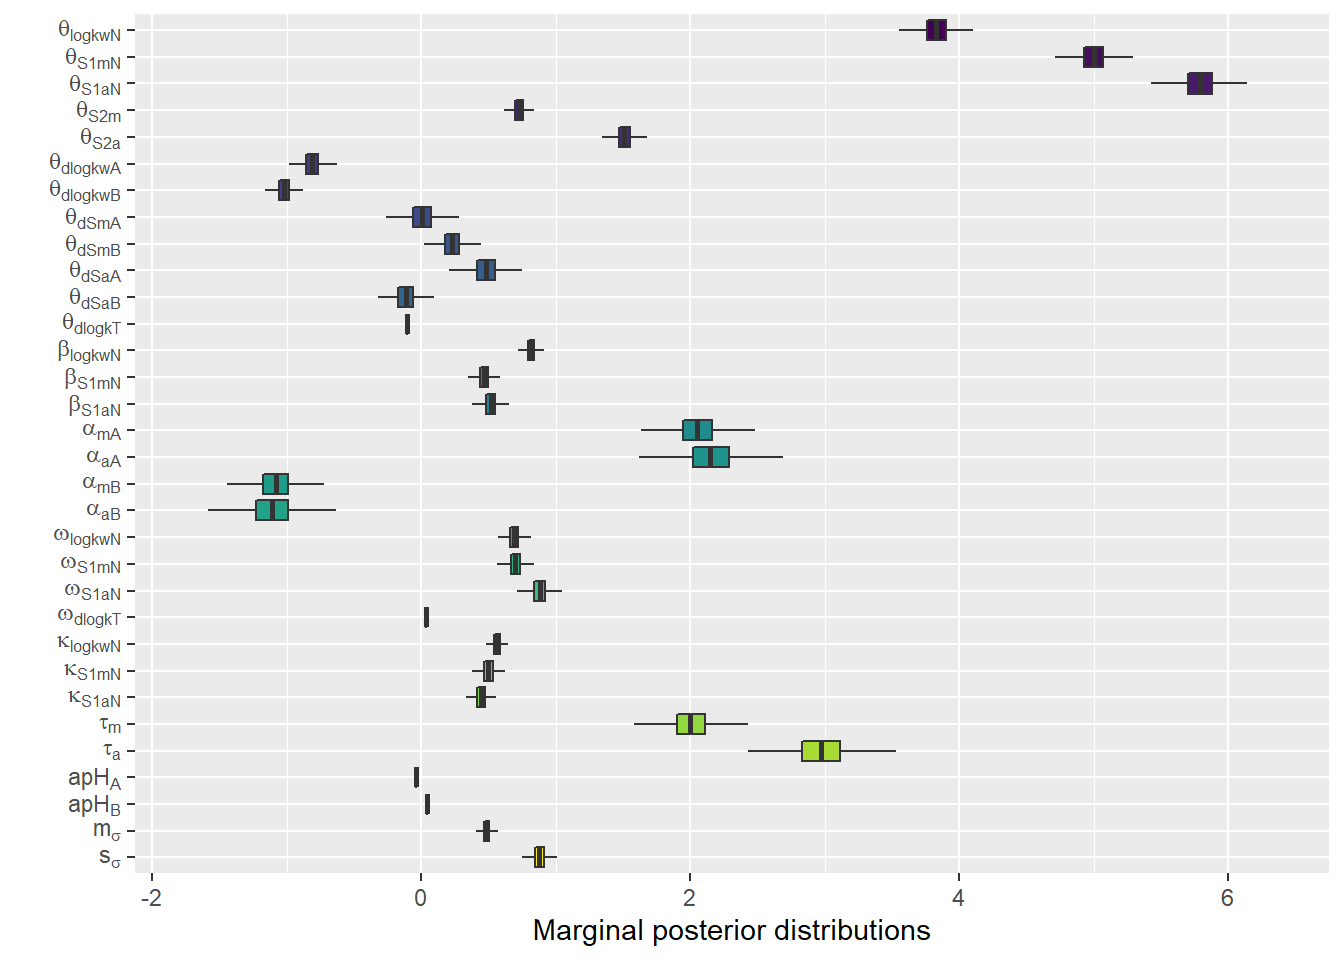 θlogkwN
θS1mN
θS1aN
θS2m
θS2a
θdlogkwA
θdlogkwB
θdSmA
θdSmB
θdSaA
θdSaB
θdlogkT
βlogkwN
βS1mN
βS1aN
αmA
αaA
αmB
αaB
ωlogkwN
ωS1mN
ωS1aN
ωdlogkT
κlogkwN
κS1mN
κS1aN
τm
τa
apHA
apHB
mσ
sσ
-2 0 2 4 6
Marginal posterior distributions